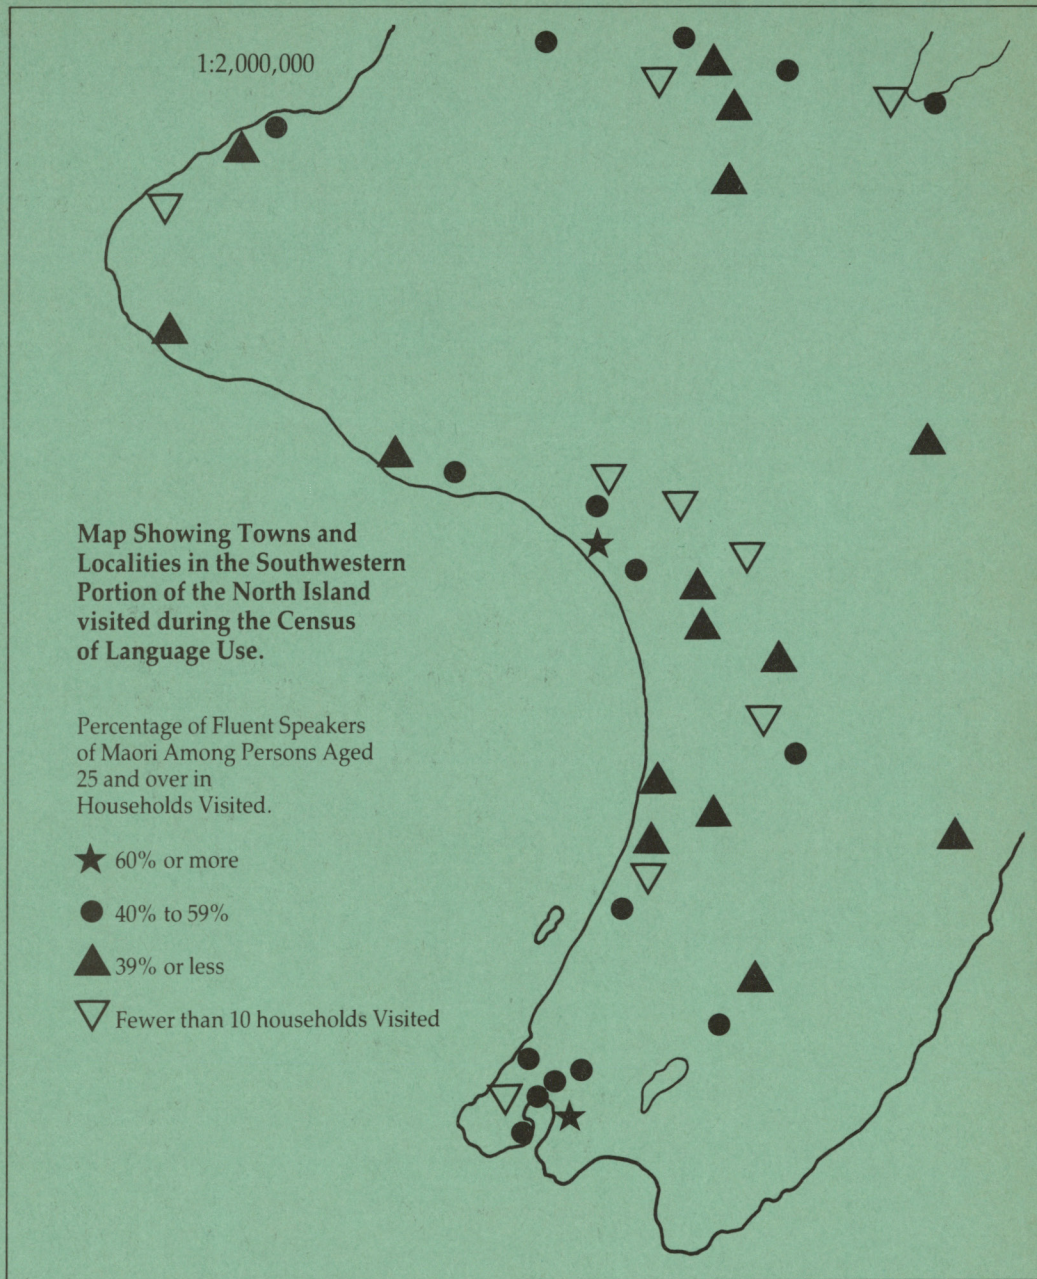 1:2,000,000
Map Showing Towns and
Localities in the Southwestern
Portion of the North Island
visited during the Census
of Language Use.
Percentage of Fluent Speakers
of Maori Among Persons Aged
25 and over in
Households Visited.
60% or more
40% to 59%
39% or less
Fewer than 10 households Visited